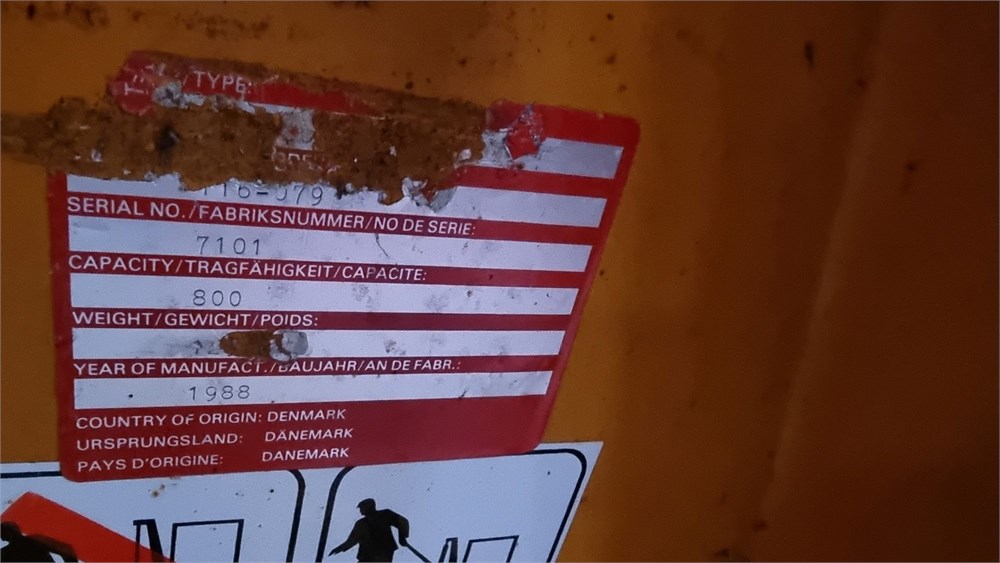 /TYPE:
116-079
SERIAL NO./FABRIKSNUMMER/NO DE SERIE:
7101
CAPACITY/TRAGFÄHIGKEIT/CAPACITE:
800
WEIGHT/GEWICHT/POIDS:
YEAR OF MANUFACT./BAUJAHR/AN DE FABR.:
1988
COUNTRY OF ORIGIN: DENMARK
URSPRUNGSLAND: DÄNEMARK
PAYS D'ORIGINE: DANEMARK